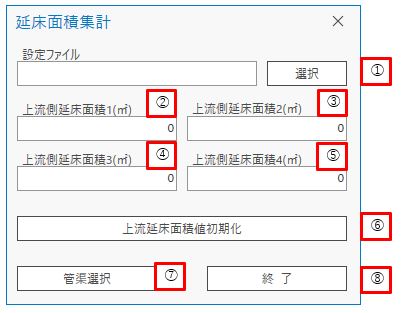 延床面積集計 ×
設定ファイル
選択 ①
上流側延床面積1(㎡) ② 上流側延床面積2(㎡) ③
0 0
上流側延床面積3(㎡) ④ 上流側延床面積4(㎡) ⑤
0 0
上流延床面積値初期化 ⑥
管渠選択 ⑦ 終 了 ⑧